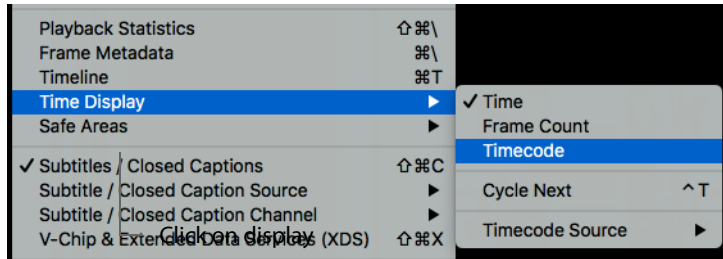 Playback Statistics ⇧⌘\
Frame Metadata ⌘\
Timeline ⌘T
Time Display ▶
Safe Areas ▶
✓ Subtitles / Closed Captions ⇧⌘C
Subtitle / Closed Caption Source ▶
Subtitle / Closed Caption Channel ▶
V-Chip & Extended Data Services (XDS) ⇧⌘X
Click on display
✓ Time
Frame Count
Timecode
Cycle Next ^T
Timecode Source ▶